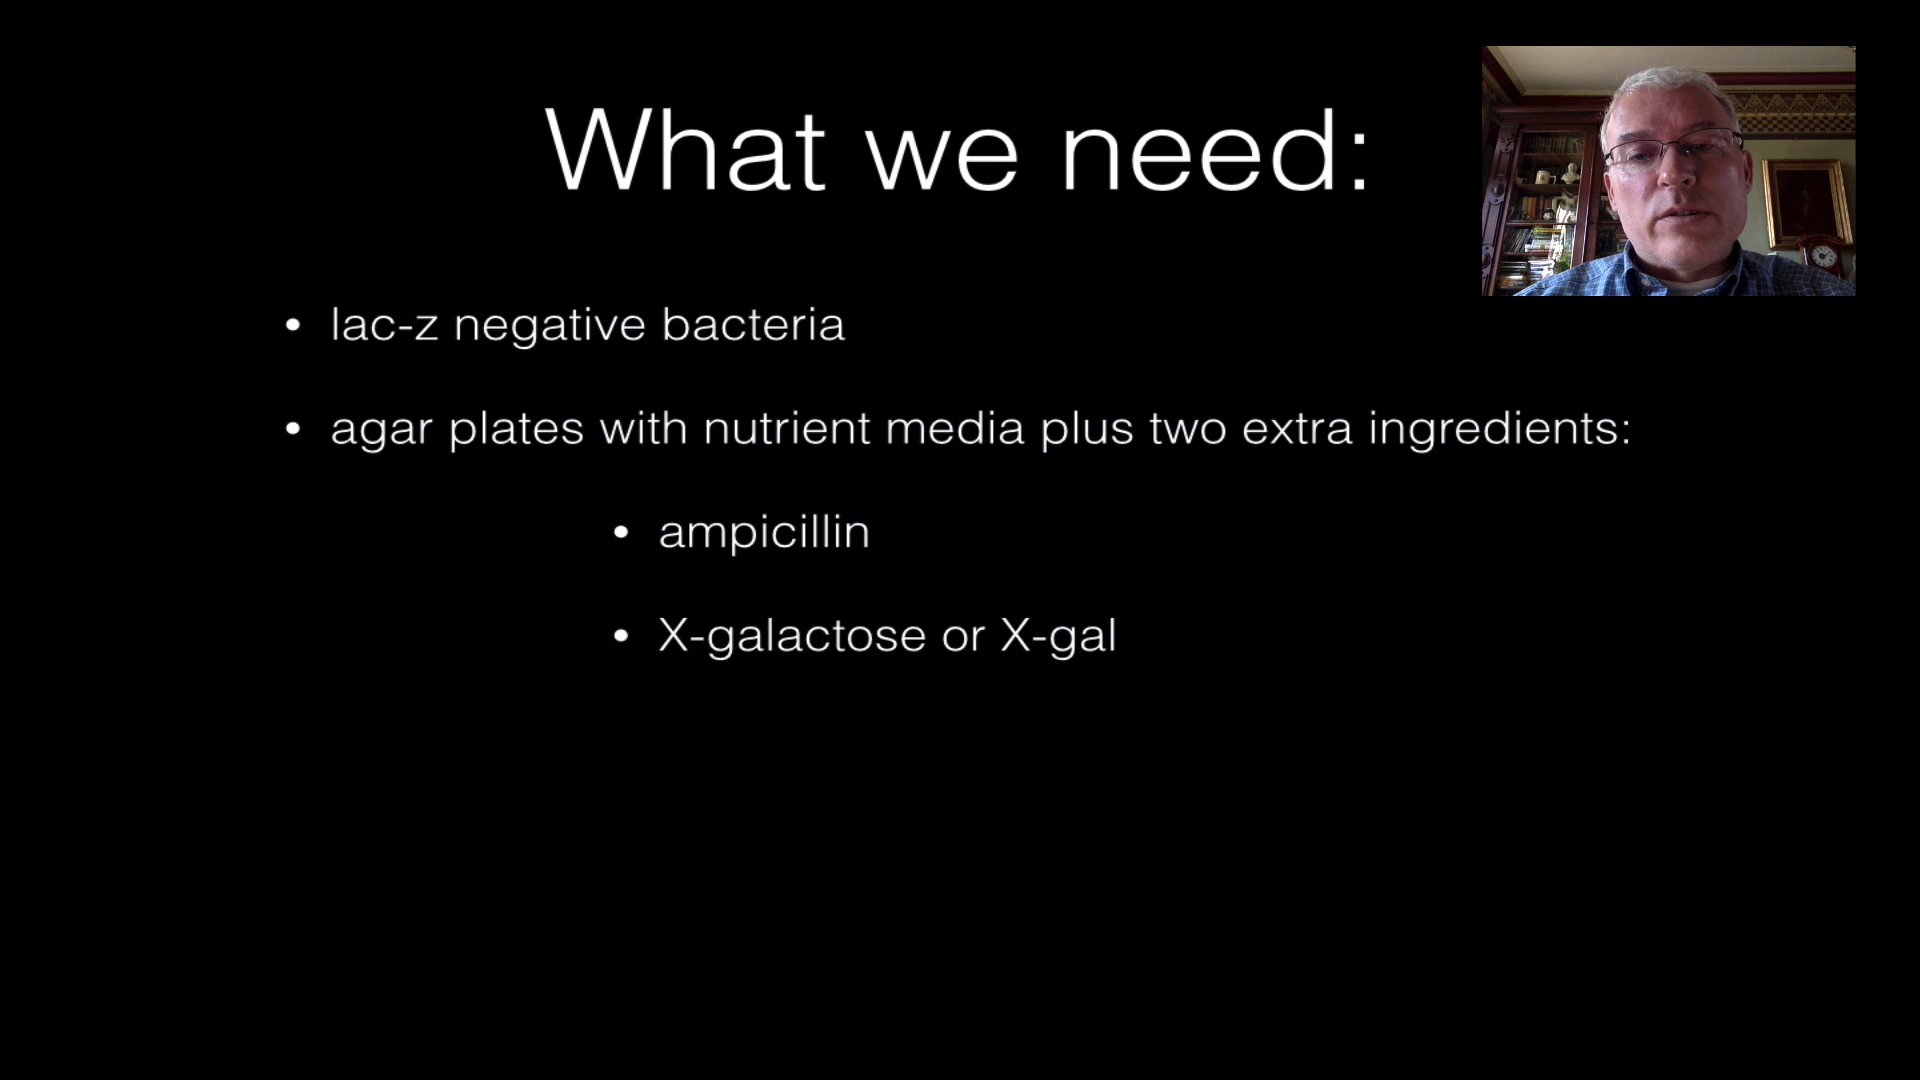 What we need:
• lac-z negative bacteria
• agar plates with nutrient media plus two extra ingredients:
• ampicillin
• X-galactose or X-gal